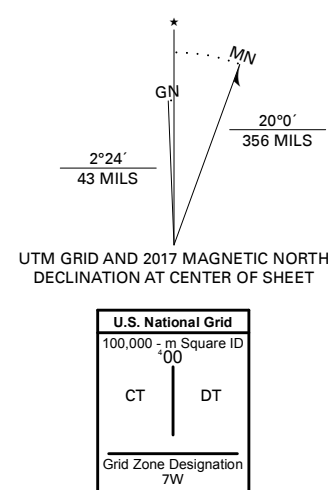 ★
MN
GN
20°0´
356 MILS
2°24´
43 MILS
UTM GRID AND 2017 MAGNETIC NORTH
DECLINATION AT CENTER OF SHEET
U.S. National Grid
100,000 - m Square ID
⁴00
CT DT
Grid Zone Designation
7W